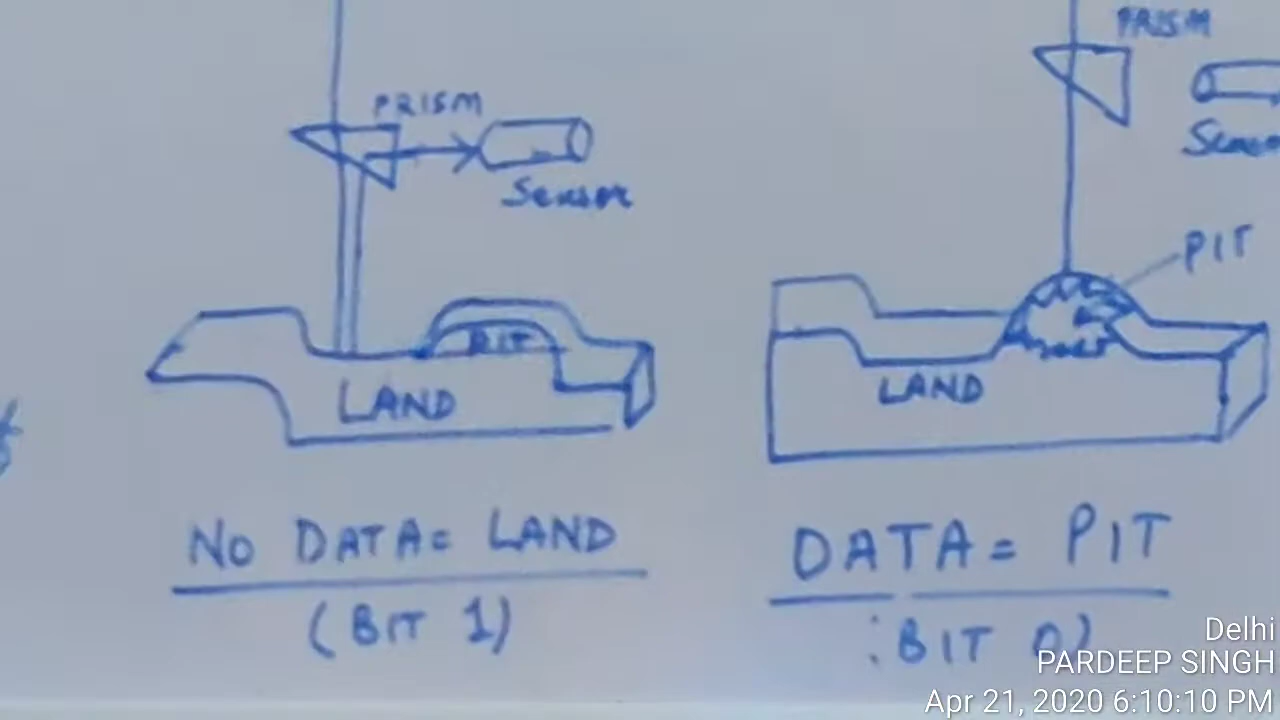 PRISM
Sensor
PIT
LAND
NO DATA= LAND
(BIT 1)
PRISM
PIT
LAND
DATA= PIT
(BIT 0)
Delhi
PARDEEP SINGH
Apr 21, 2020 6:10:10 PM